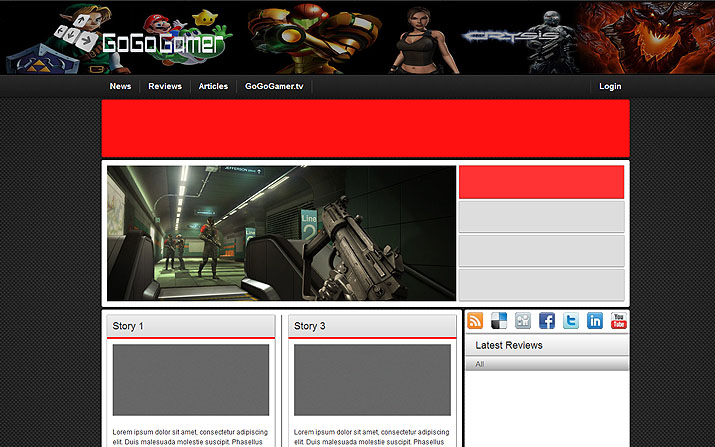 GoGoGamer
CRYSIS
News
Reviews
Articles
GoGoGamer.tv
Login
JEFFERSON
Line
2
Story 1
Story 3
You
Tube
Latest Reviews
All
Lorem ipsum dolor sit amet, consectetur adipiscing
elit. Duis malesuada molestie suscipit. Phasellus
Lorem ipsum dolor sit amet, consectetur adipiscing
elit. Duis malesuada molestie suscipit. Phasellus